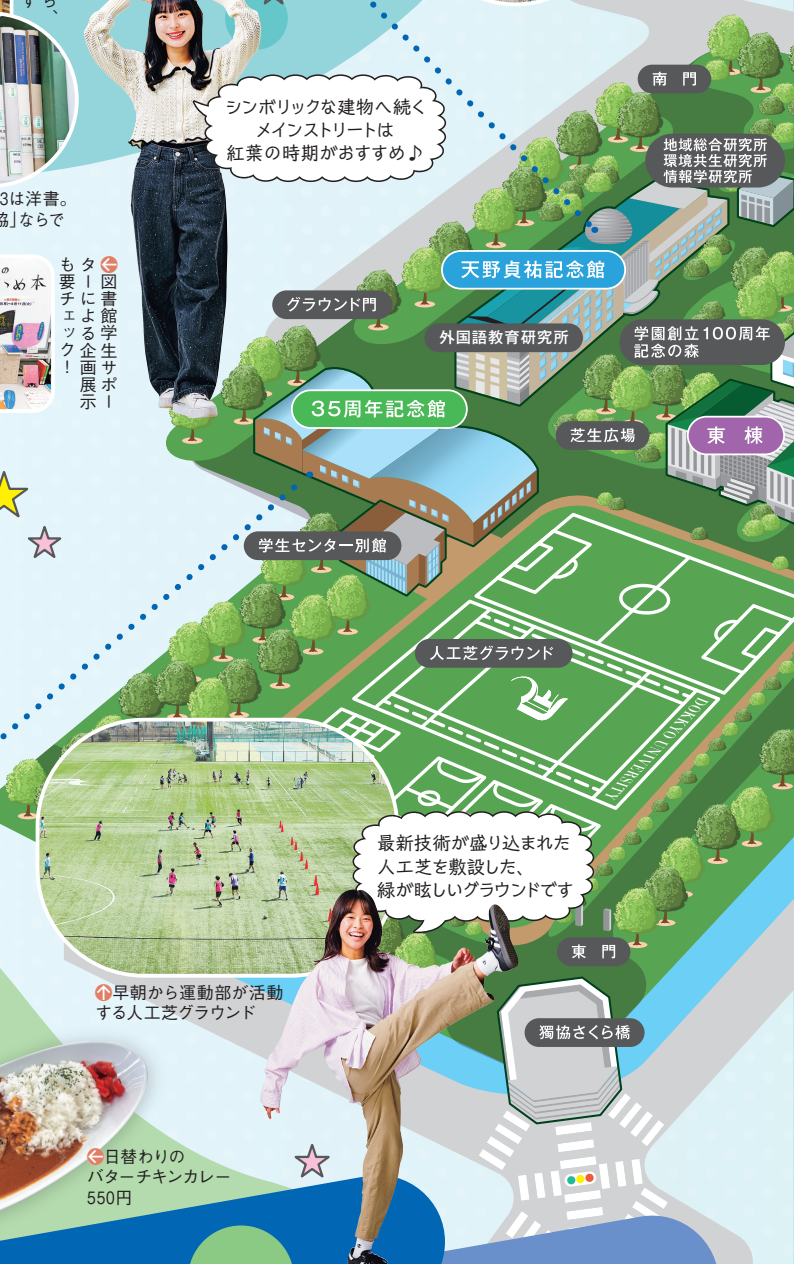 シンボリックな建物へ続く
メインストリートは
紅葉の時期がおすすめ♪
3は洋書。
協」ならで
め本
図書館学生サポー
ターによる企画展示
も要チェック!
南 門
地域総合研究所
環境共生研究所
情報学研究所
天野貞祐記念館
グラウンド門
外国語教育研究所
学園創立100周年
記念の森
35周年記念館
芝生広場
東 棟
学生センター別館
人工芝グラウンド
DOKKYO UNIVERSITY
最新技術が盛り込まれた
人工芝を敷設した、
緑が眩しいグラウンドです
東 門
早朝から運動部が活動
する人工芝グラウンド
獨協さくら橋
日替わりの
バターチキンカレー
550円